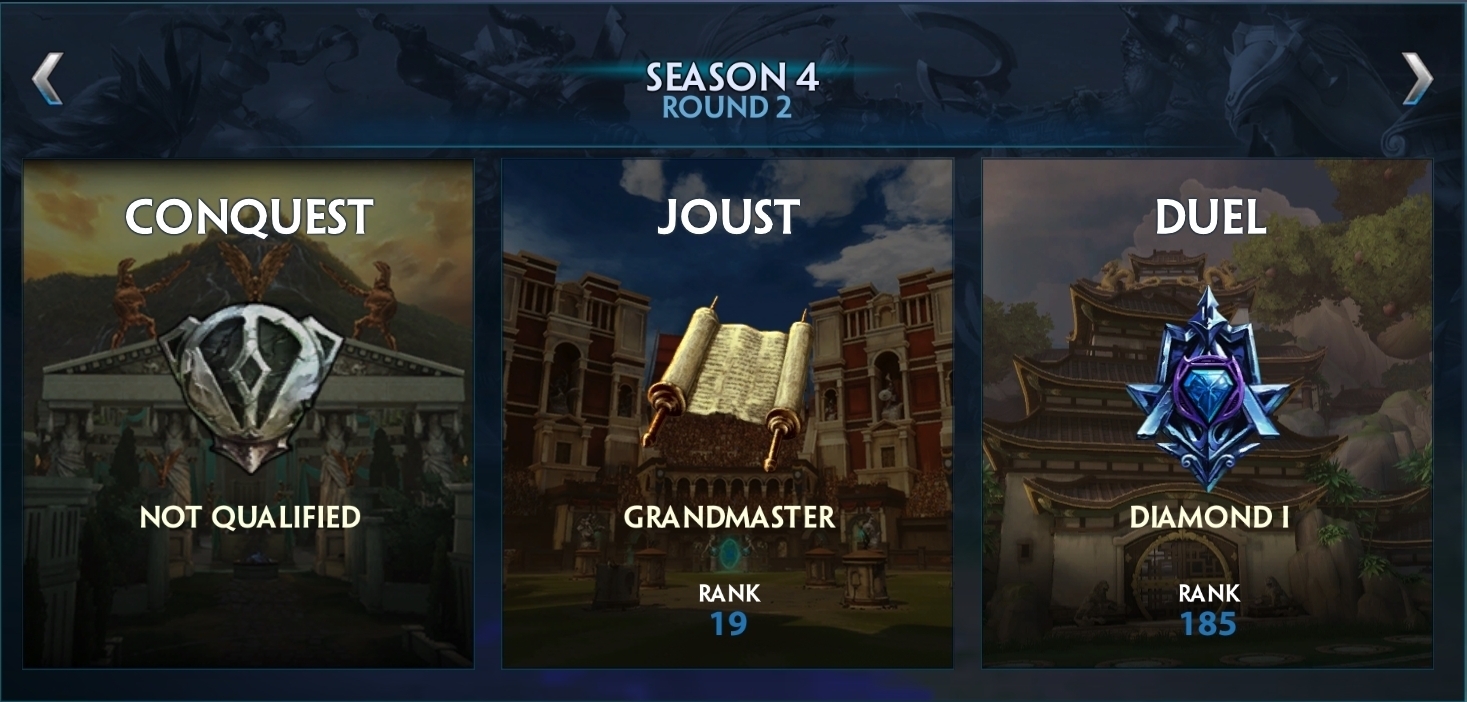 SEASON 4
ROUND 2
CONQUEST
NOT QUALIFIED
JOUST
GRANDMASTER
RANK
19
DUEL
DIAMOND I
RANK
185